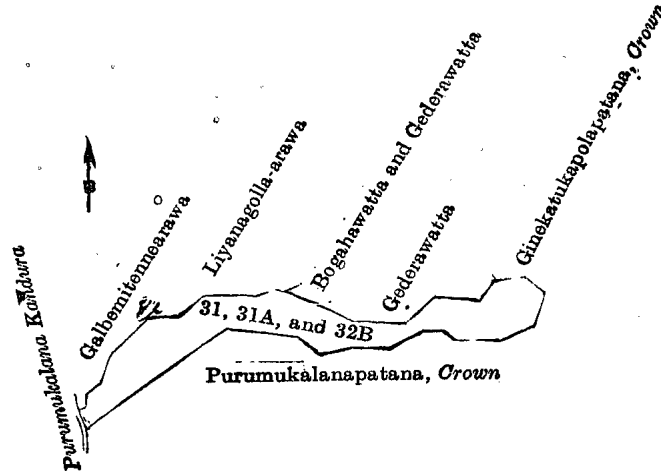 Purumukalana Kandura
Galbemitennearawa
Liyanagolla-arawa
Bogahawatta and Gederawatta
Gederawatta
Ginekatukapolapatana, Crown
31, 31A, and 32B
Purumukalanapatana, Crown